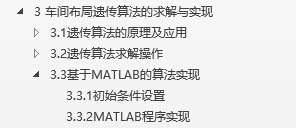 3 车间布局遗传算法的求解与实现
3.1遗传算法的原理及应用
3.2遗传算法求解操作
3.3基于MATLAB的算法实现
3.3.1初始条件设置
3.3.2MATLAB程序实现